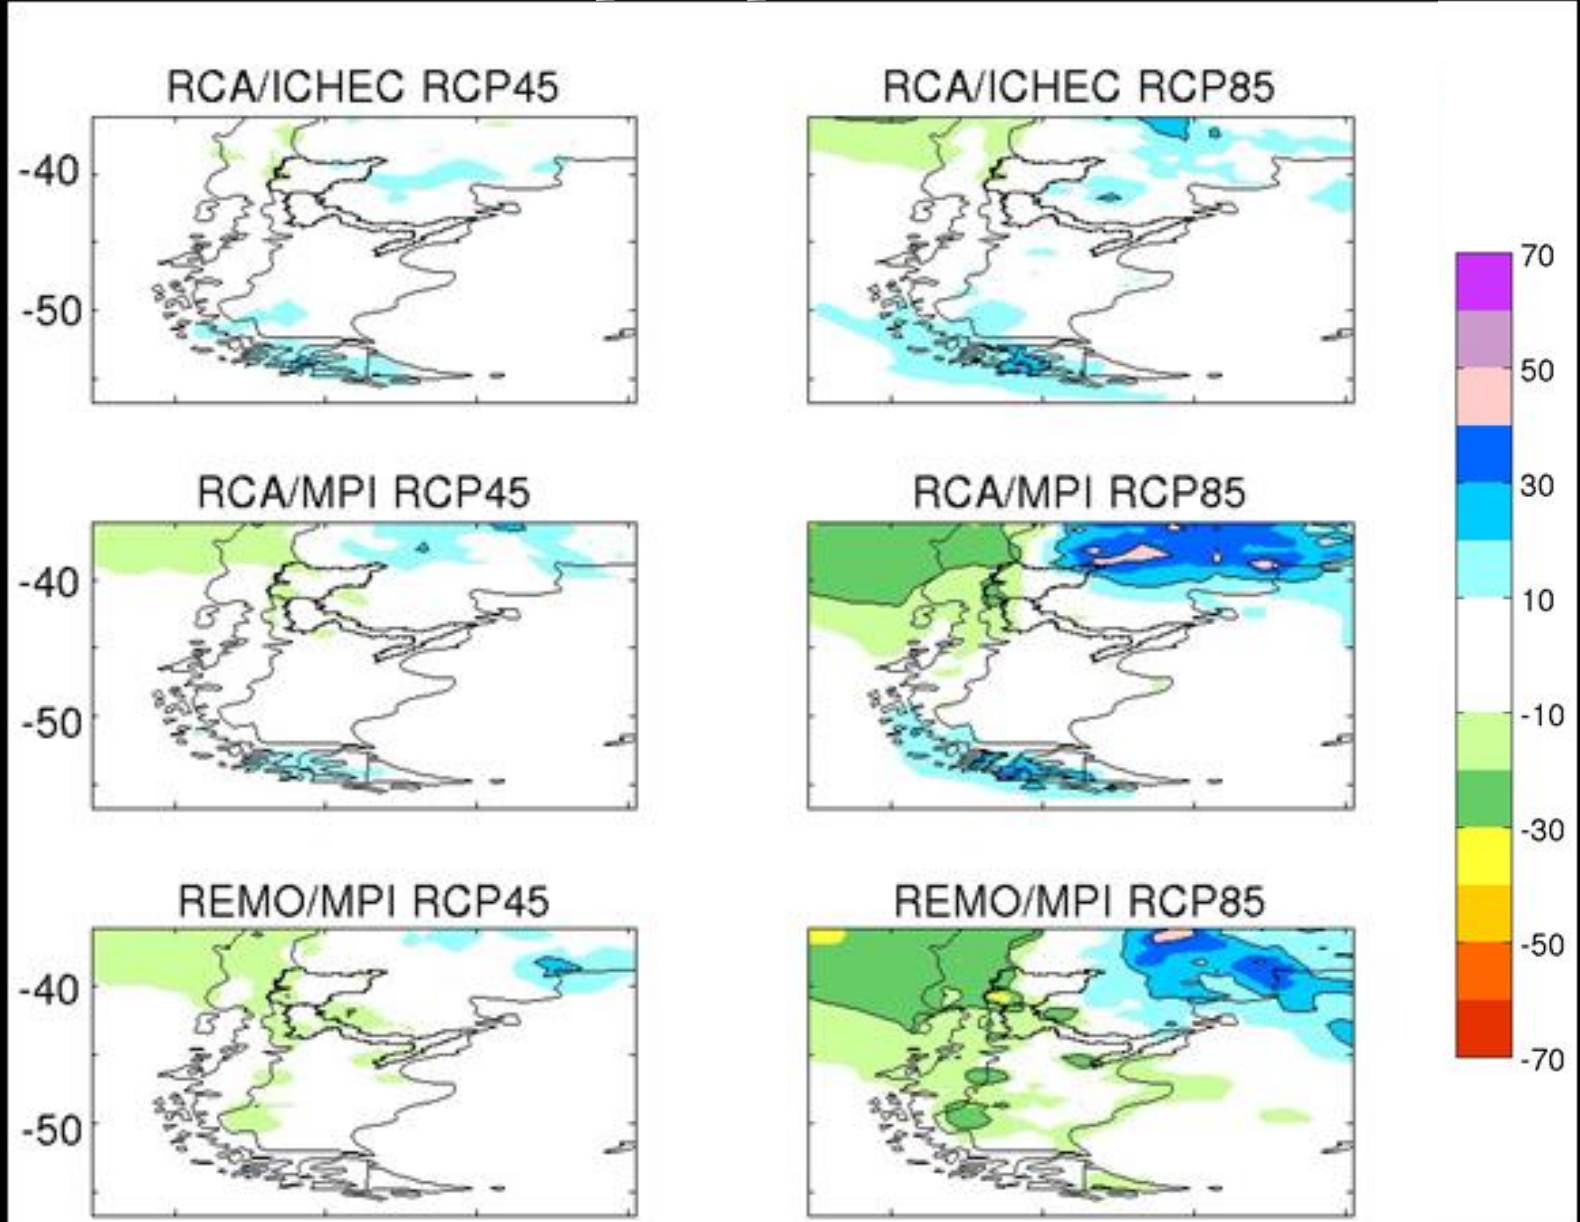 RCA/ICHEC RCP45
RCA/ICHEC RCP85
-40
-50
RCA/MPI RCP45
RCA/MPI RCP85
-40
-50
REMO/MPI RCP45
REMO/MPI RCP85
-40
-50
70
50
30
10
-10
-30
-50
-70